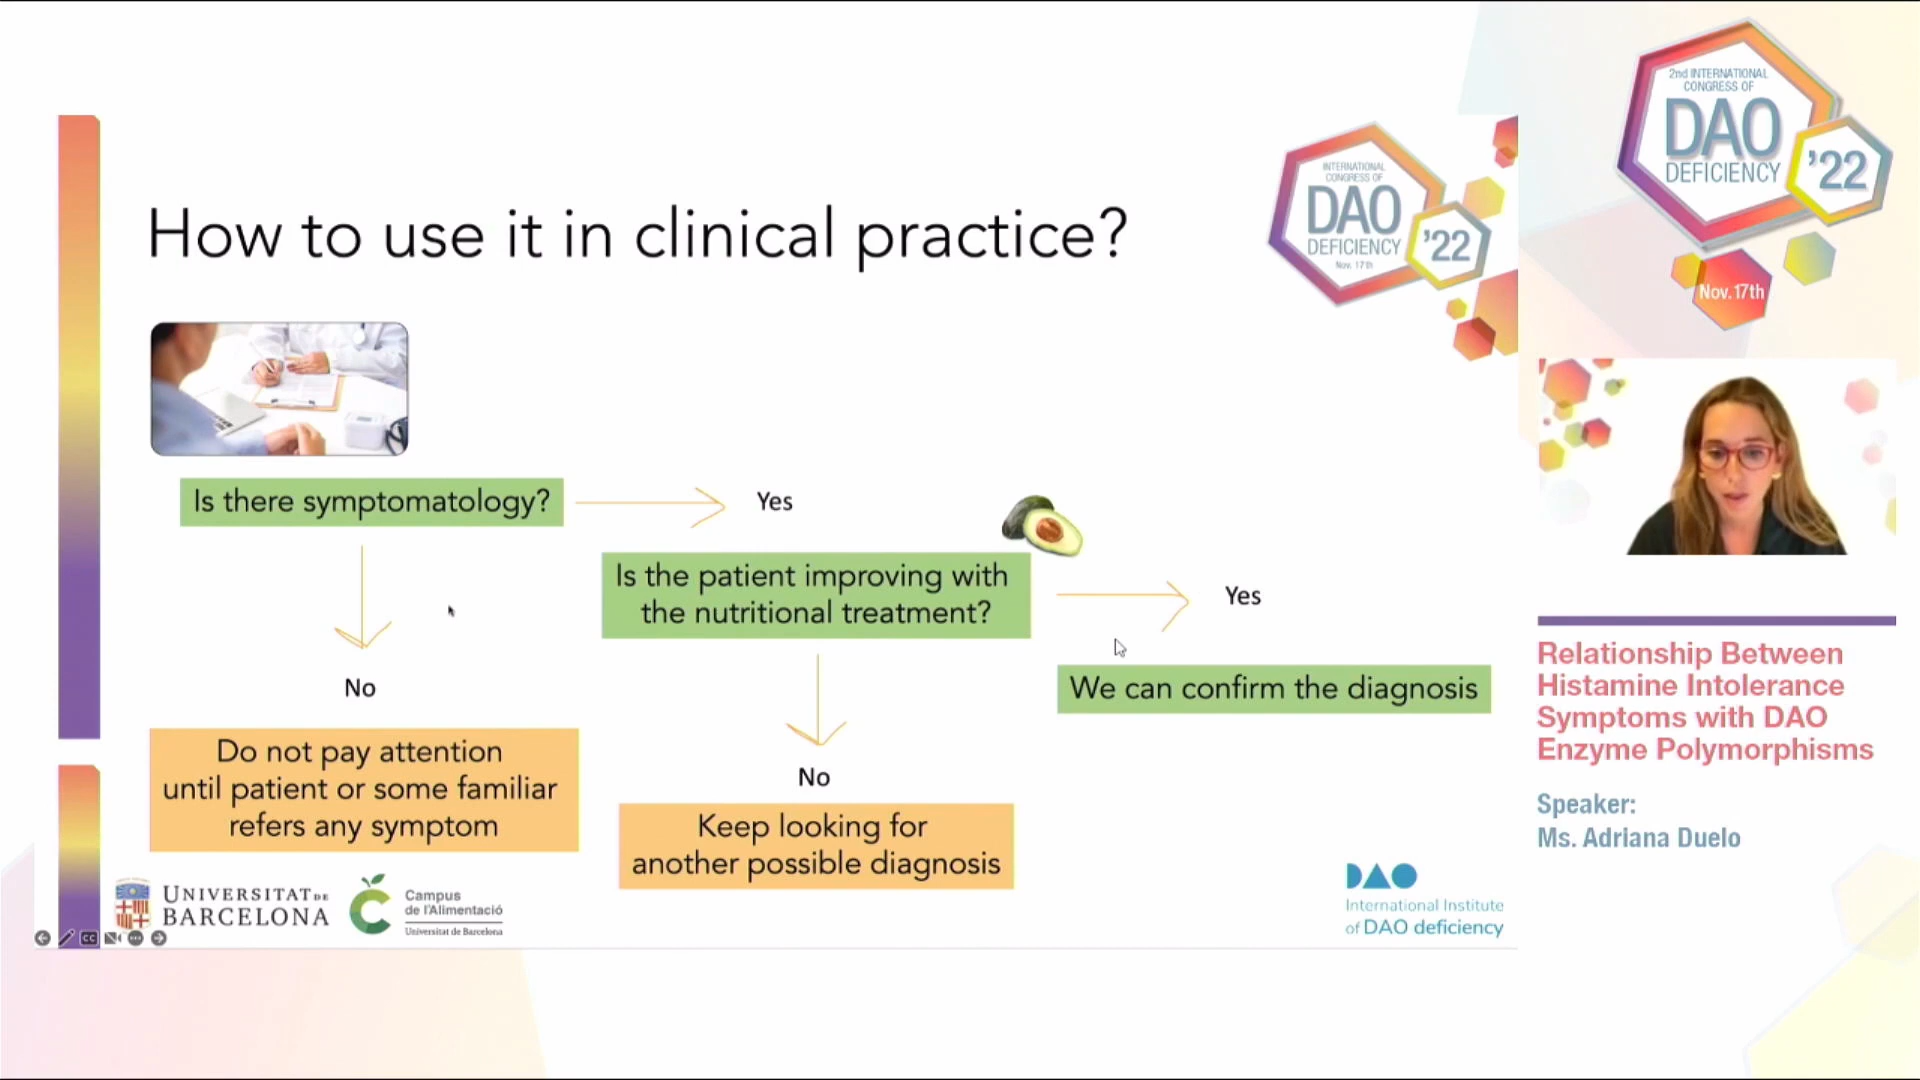 How to use it in clinical practice?
INTERNATIONAL
CONGRESS OF
DAO
DEFICIENCY
'22
Nov. 17th
Is there symptomatology?
Yes
Is the patient improving with
the nutritional treatment?
Yes
We can confirm the diagnosis
No
Do not pay attention
until patient or some familiar
refers any symptom
No
Keep looking for
another possible diagnosis
UNIVERSITAT DE
BARCELONA
Campus
de l'Alimentació
Universitat de Barcelona
DAO
International Institute
of DAO deficiency
CC
2nd INTERNATIONAL
CONGRESS OF
DAO
DEFICIENCY
'22
Nov. 17th
Relationship Between
Histamine Intolerance
Symptoms with DAO
Enzyme Polymorphisms
Speaker:
Ms. Adriana Duelo